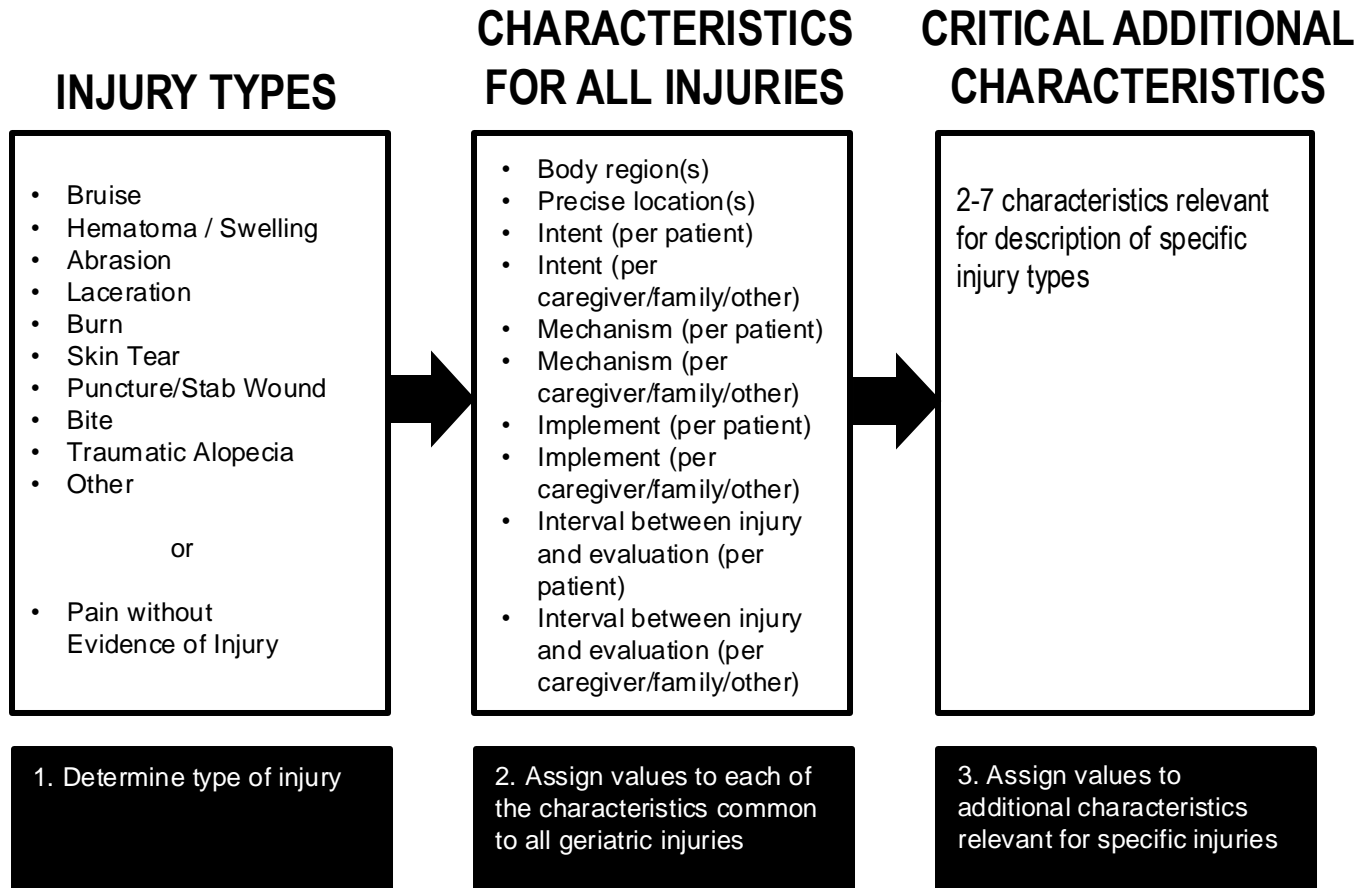 INJURY TYPES
• Bruise
• Hematoma / Swelling
• Abrasion
• Laceration
• Burn
• Skin Tear
• Puncture/Stab Wound
• Bite
• Traumatic Alopecia
• Other
or
• Pain without
Evidence of Injury
1. Determine type of injury
CHARACTERISTICS
FOR ALL INJURIES
• Body region(s)
• Precise location(s)
• Intent (per patient)
• Intent (per
caregiver/family/other)
• Mechanism (per patient)
• Mechanism (per
caregiver/family/other)
• Implement (per patient)
• Implement (per
caregiver/family/other)
• Interval between injury
and evaluation (per
patient)
• Interval between injury
and evaluation (per
caregiver/family/other)
2. Assign values to each of
the characteristics common
to all geriatric injuries
CRITICAL ADDITIONAL
CHARACTERISTICS
2-7 characteristics relevant
for description of specific
injury types
3. Assign values to
additional characteristics
relevant for specific injuries